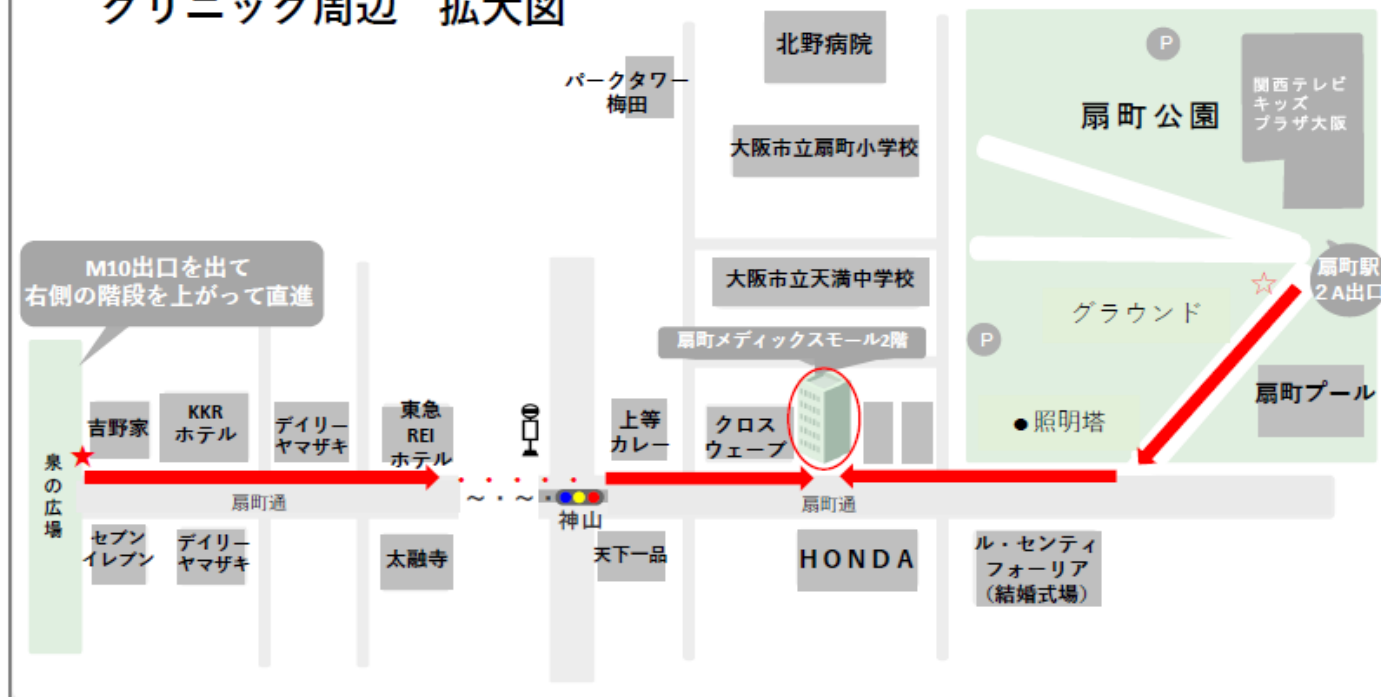 クリニック周辺　拡大図
北野病院
パークタワー
梅田
P
扇町公園
関西テレビ
キッズ
プラザ大阪
大阪市立扇町小学校
M10出口を出て
右側の階段を上がって直進
大阪市立天満中学校
扇町駅
2A出口
グラウンド
扇町メディックスモール2階
P
吉野家
KKR
ホテル
デイリー
ヤマザキ
東急
REI
ホテル
上等
カレー
クロス
ウェーブ
●照明塔
扇町プール
泉の広場
扇町通
～・～・
神山
扇町通
セブン
イレブン
デイリー
ヤマザキ
太融寺
天下一品
HONDA
ル・センティ
フォーリア
（結婚式場）